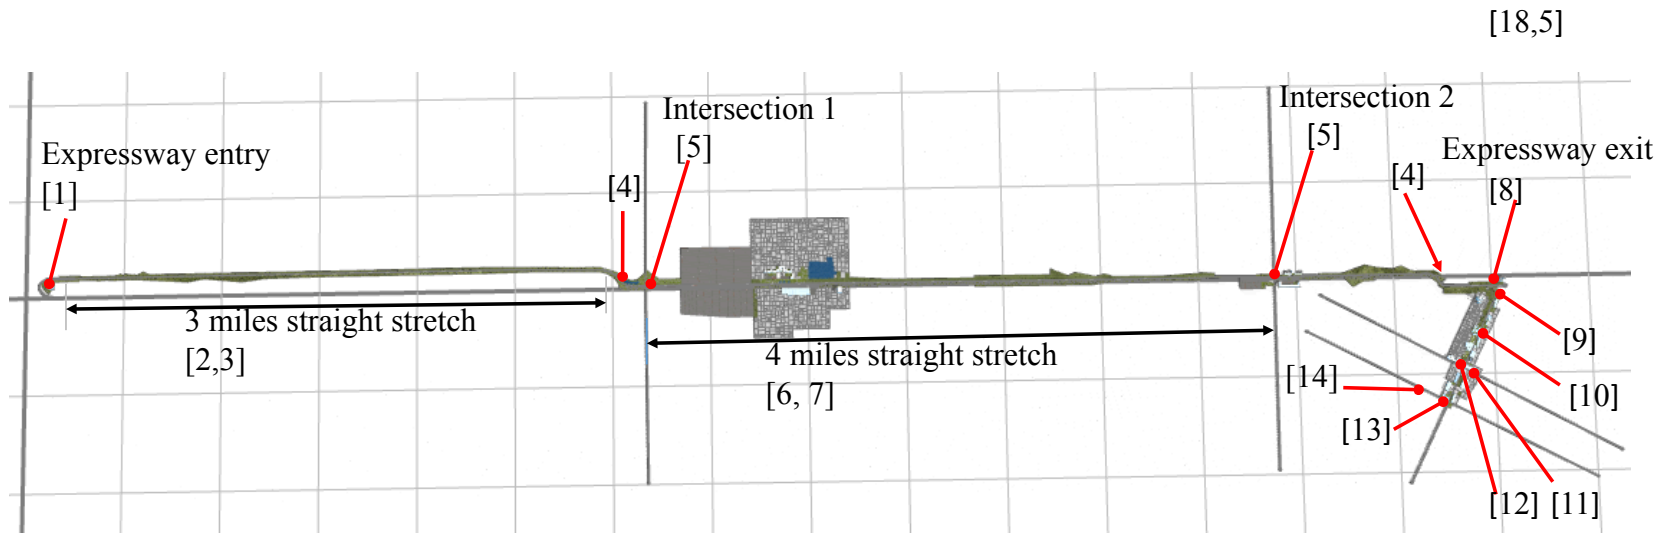 [18,5]
Intersection 1
[5]
Intersection 2
[5]
Expressway entry
[1]
[4]
Expressway exit
[4]
[8]
3 miles straight stretch
[2,3]
4 miles straight stretch
[6, 7]
[9]
[14]
[10]
[13]
[12]
[11]